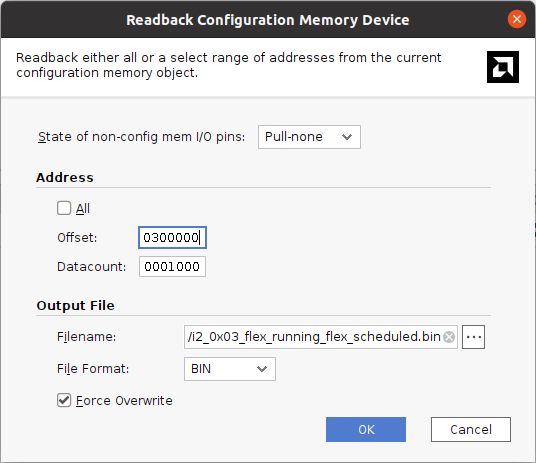 Readback Configuration Memory Device
Readback either all or a select range of addresses from the current
configuration memory object.
State of non-config mem I/O pins: Pull-none
Address
All
Offset: 0300000
Datacount: 0001000
Output File
Filename: /i2_0x03_flex_running_flex_scheduled.bin ...
File Format: BIN
Force Overwrite
OK Cancel